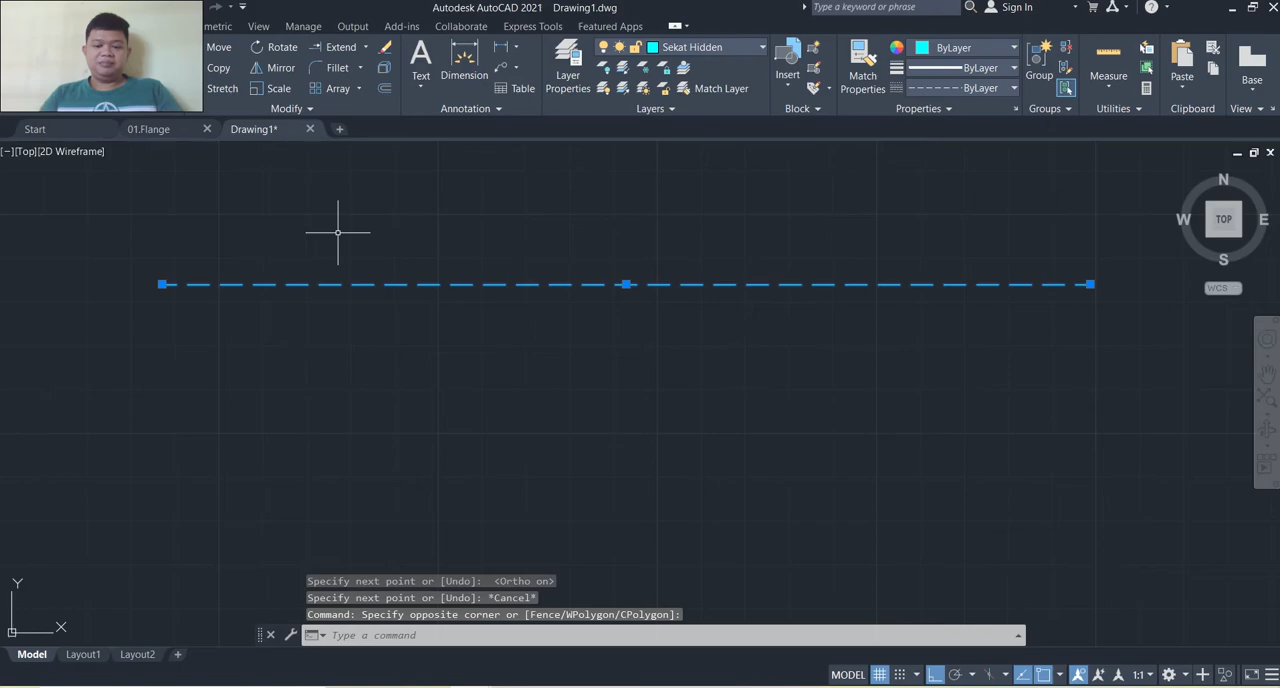 Autodesk AutoCAD 2021 Drawing1.dwg
Type a keyword or phrase
Sign In
metric View Manage Output Add-ins Collaborate Express Tools Featured Apps
Move Rotate Extend
Copy Mirror Fillet
Stretch Scale Array
Modify
Text
Dimension
Table
Annotation
Layer
Properties
Sekat Hidden
Match Layer
Layers
Insert
Block
Match
Properties
ByLayer
ByLayer
ByLayer
Properties
Group
Groups
Measure
Utilities
Paste
Clipboard
Base
View
Start 01.Flange Drawing1*
[−][Top][2D Wireframe]
N
W TOP E
S
WCS
Y
X
Specify next point or [Undo]: <Ortho on>
Specify next point or [Undo]: *Cancel*
Command: Specify opposite corner or [Fence/WPolygon/CPolygon]:
Type a command
Model Layout1 Layout2
MODEL 1:1